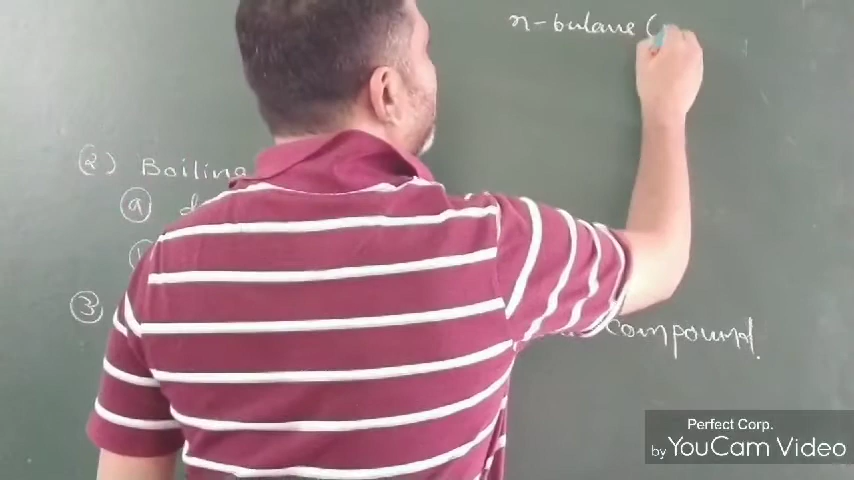 n-butane (
(2) Boiling
(a)
(3) compound.
Perfect Corp.
by YouCam Video